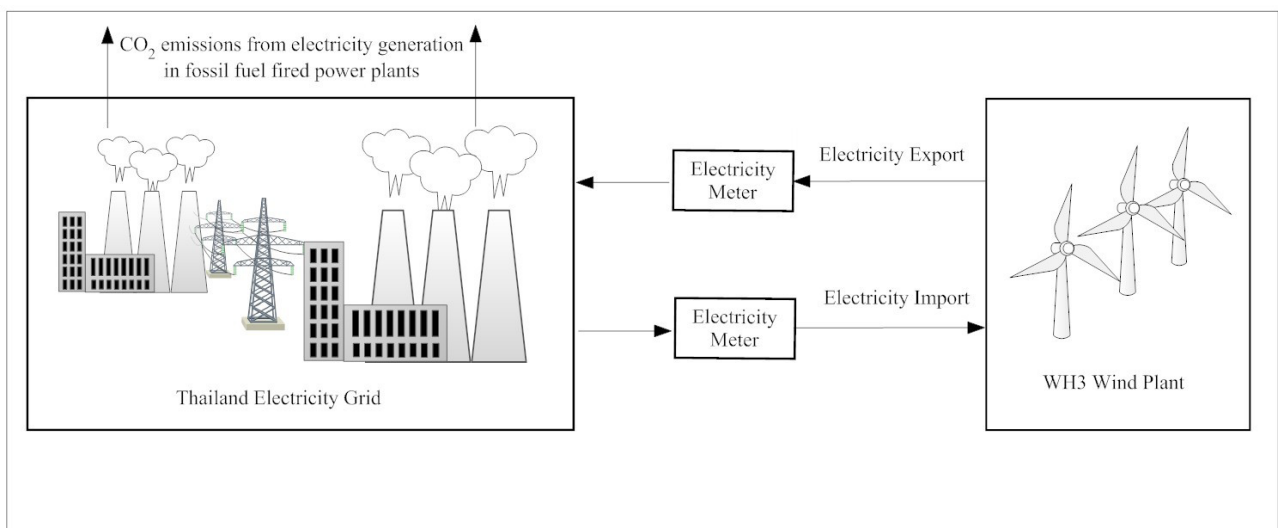 CO2 emissions from electricity generation
in fossil fuel fired power plants
Electricity
Meter
Electricity Export
Electricity
Meter
Electricity Import
Thailand Electricity Grid
WH3 Wind Plant